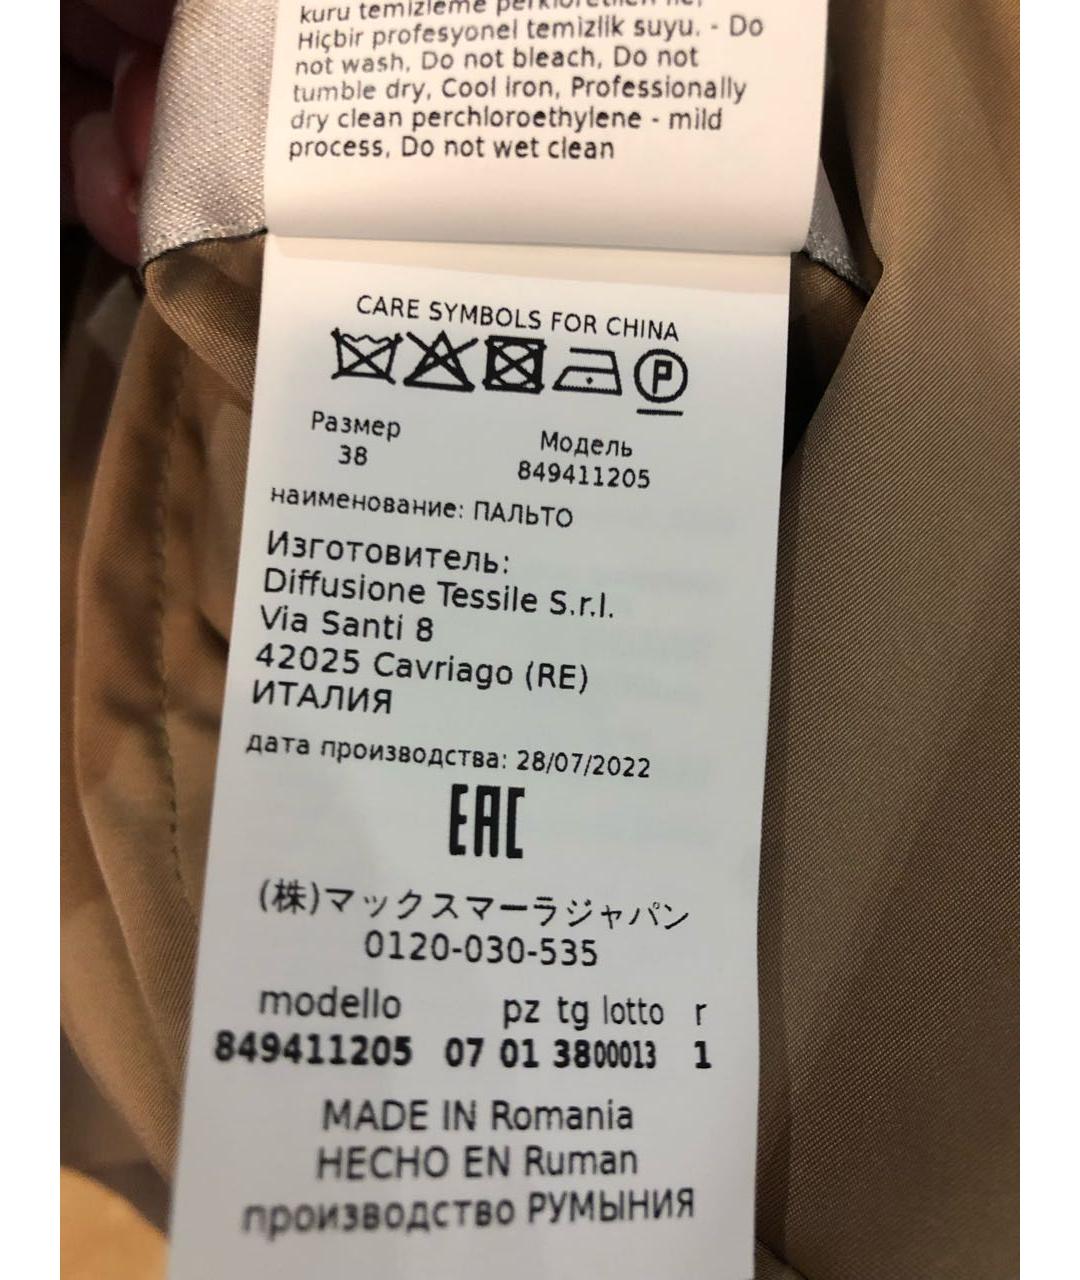 kuru temizleme perkloretilen ile,
Hiçbir profesyonel temizlik suyu. - Do
not wash, Do not bleach, Do not
tumble dry, Cool iron, Professionally
dry clean perchloroethylene - mild
process, Do not wet clean
CARE SYMBOLS FOR CHINA
P
Размер Модель
38 849411205
наименование: ПАЛЬТО
Изготовитель:
Diffusione Tessile S.r.l.
Via Santi 8
42025 Cavriago (RE)
ИТАЛИЯ
дата производства: 28/07/2022
EAC
(株)マックスマーラジャパン
0120-030-535
modello pz tg lotto r
849411205 07 01 3800013 1
MADE IN Romania
HECHO EN Ruman
производство РУМЫНИЯ